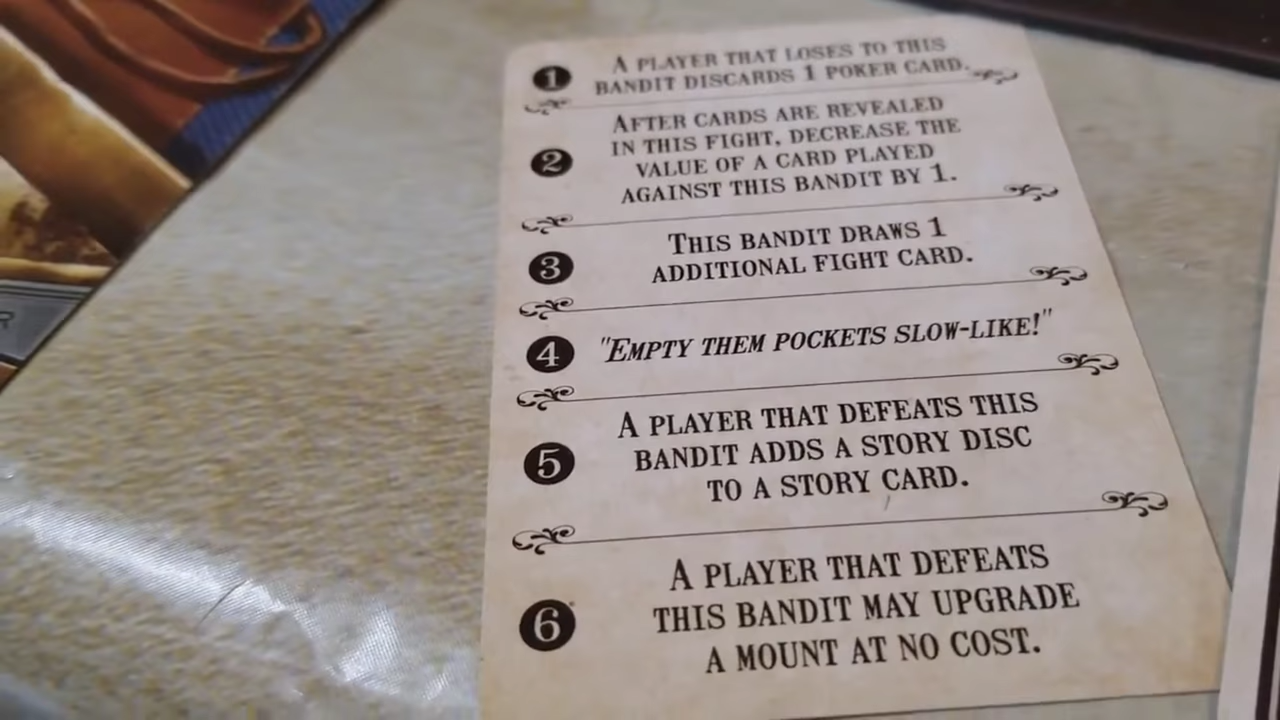 1 A PLAYER THAT LOSES TO THIS
BANDIT DISCARDS 1 POKER CARD.
AFTER CARDS ARE REVEALED
IN THIS FIGHT, DECREASE THE
2 VALUE OF A CARD PLAYED
AGAINST THIS BANDIT BY 1.
THIS BANDIT DRAWS 1
3 ADDITIONAL FIGHT CARD.
4 "EMPTY THEM POCKETS SLOW-LIKE!"
A PLAYER THAT DEFEATS THIS
5 BANDIT ADDS A STORY DISC
TO A STORY CARD.
A PLAYER THAT DEFEATS
6 THIS BANDIT MAY UPGRADE
A MOUNT AT NO COST.
R